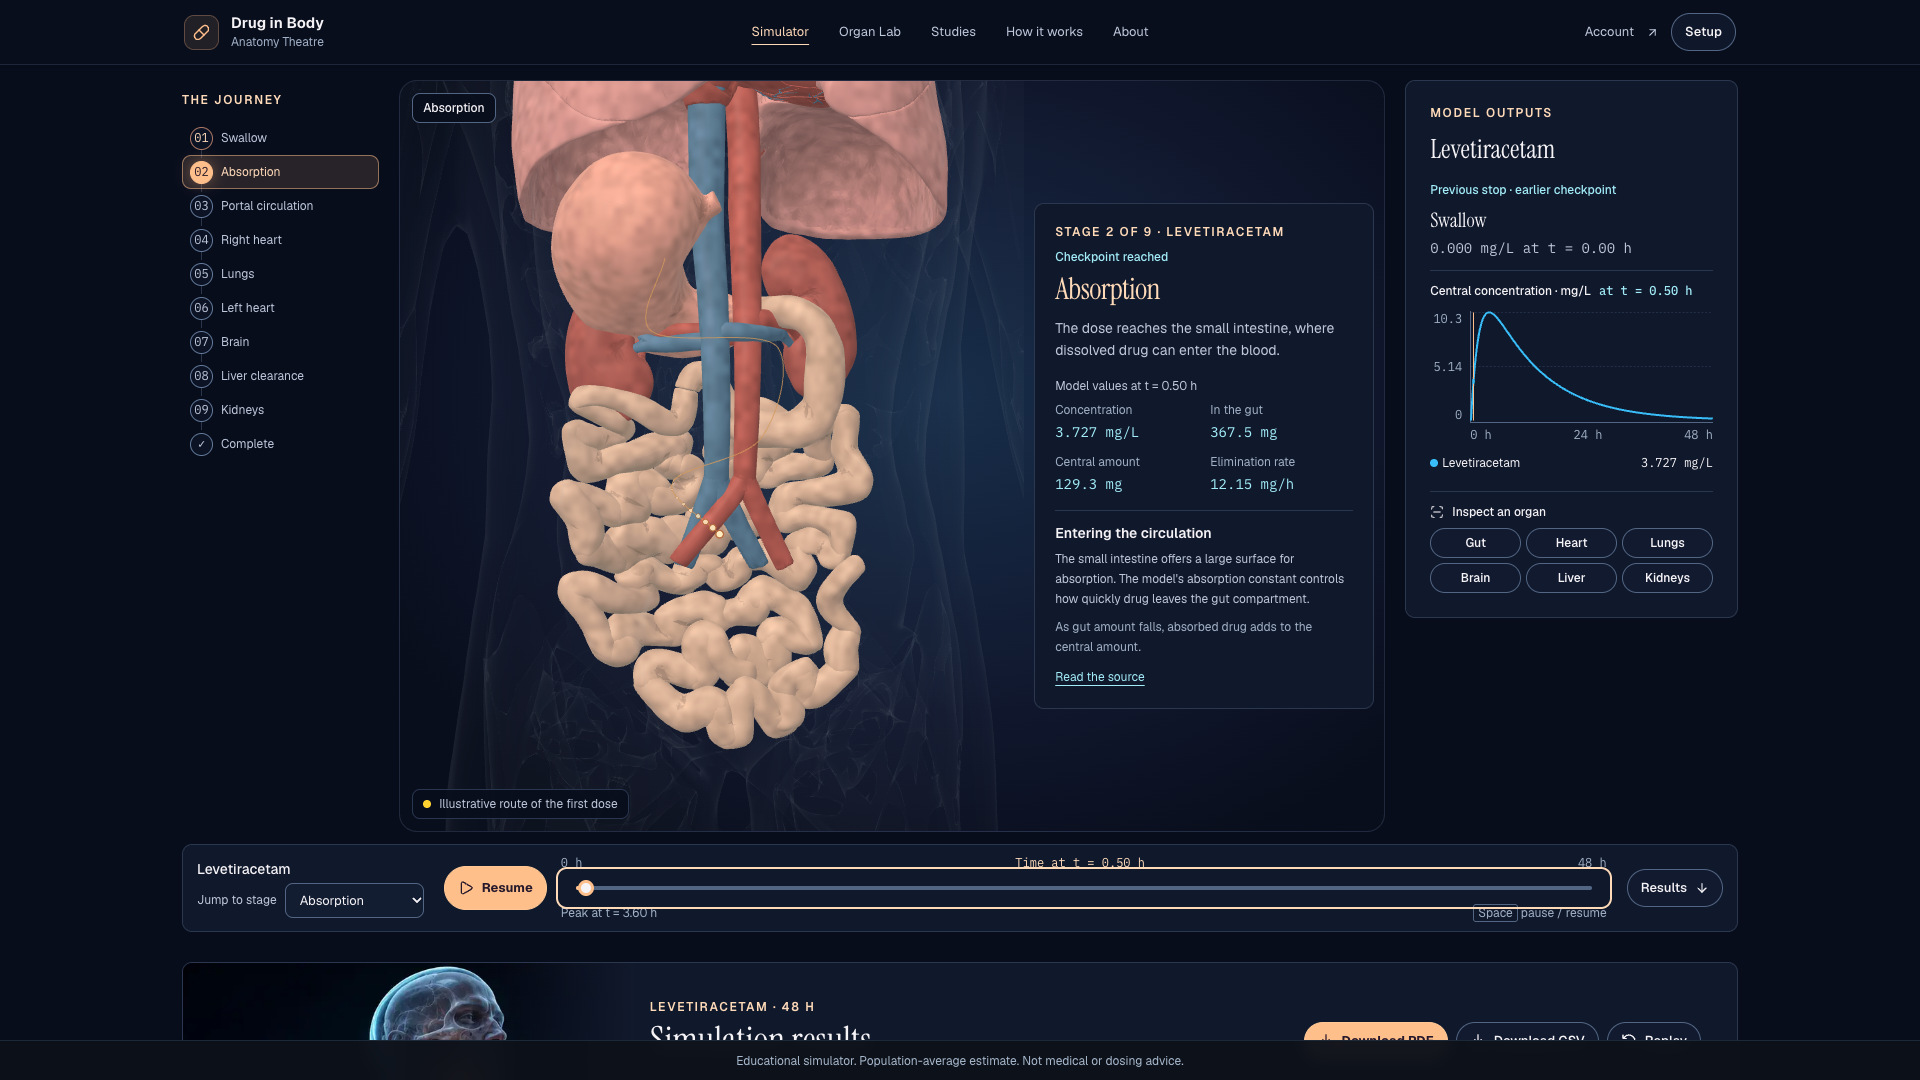 Drug in Body
Anatomy Theatre
Simulator
Organ Lab
Studies
How it works
About
Account
Setup
THE JOURNEY
01 Swallow
02 Absorption
03 Portal circulation
04 Right heart
05 Lungs
06 Left heart
07 Brain
08 Liver clearance
09 Kidneys
✓ Complete
Absorption
Illustrative route of the first dose
STAGE 2 OF 9 · LEVETIRACETAM
Checkpoint reached
Absorption
The dose reaches the small intestine, where
dissolved drug can enter the blood.
Model values at t = 0.50 h
Concentration
3.727 mg/L
In the gut
367.5 mg
Central amount
129.3 mg
Elimination rate
12.15 mg/h
Entering the circulation
The small intestine offers a large surface for
absorption. The model's absorption constant controls
how quickly drug leaves the gut compartment.
As gut amount falls, absorbed drug adds to the
central amount.
Read the source
MODEL OUTPUTS
Levetiracetam
Previous stop · earlier checkpoint
Swallow
0.000 mg/L at t = 0.00 h
Central concentration · mg/L at t = 0.50 h
10.3
5.14
0
0 h
24 h
48 h
Levetiracetam 3.727 mg/L
Inspect an organ
Gut
Heart
Lungs
Brain
Liver
Kidneys
Levetiracetam
Jump to stage Absorption
Resume
0 h
Time at t = 0.50 h
48 h
Peak at t = 3.60 h
Space pause / resume
Results
LEVETIRACETAM · 48 H
Simulation results
Download PDF
Download CSV
Replay
Educational simulator. Population-average estimate. Not medical or dosing advice.